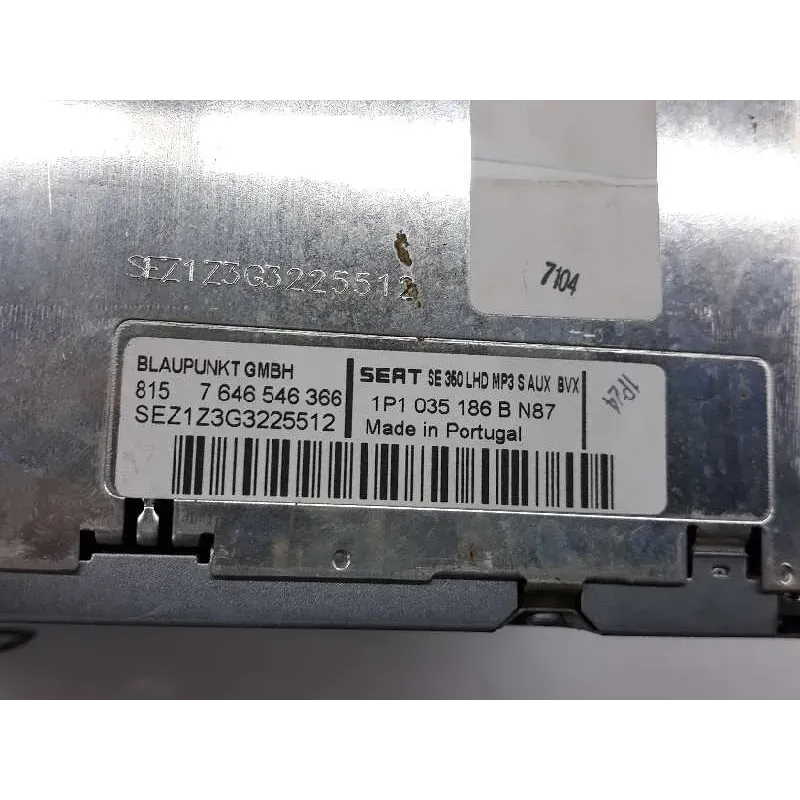 SEZ1Z3G3225512
7104
BLAUPUNKT GMBH
815 7 646 546 366
SEZ1Z3G3225512
SEAT SE 350 LHD MP3 S AUX BVX
1P1 035 186 B N87
Made in Portugal
1P24